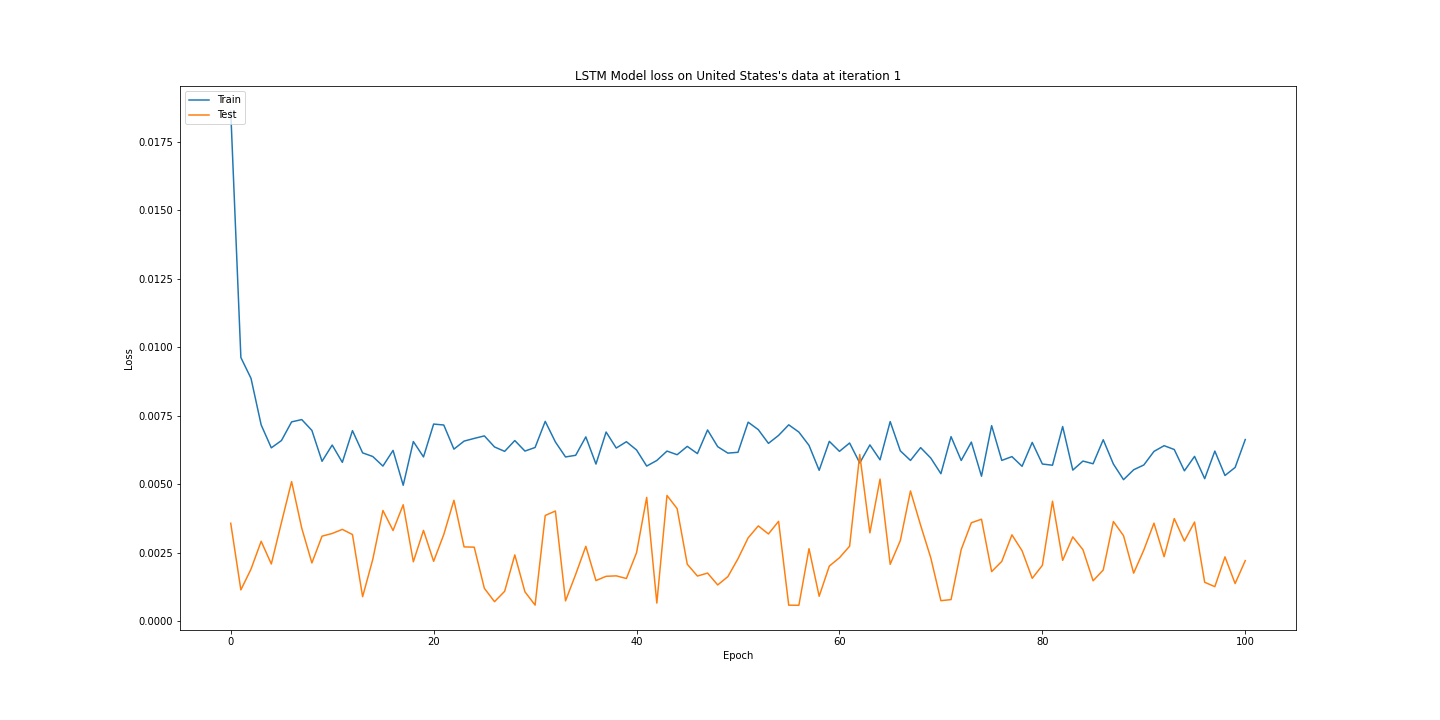 LSTM Model loss on United States's data at iteration 1
Train
Test
0.0175
0.0150
0.0125
0.0100
0.0075
0.0050
0.0025
0.0000
Loss
0 20 40 60 80 100
Epoch